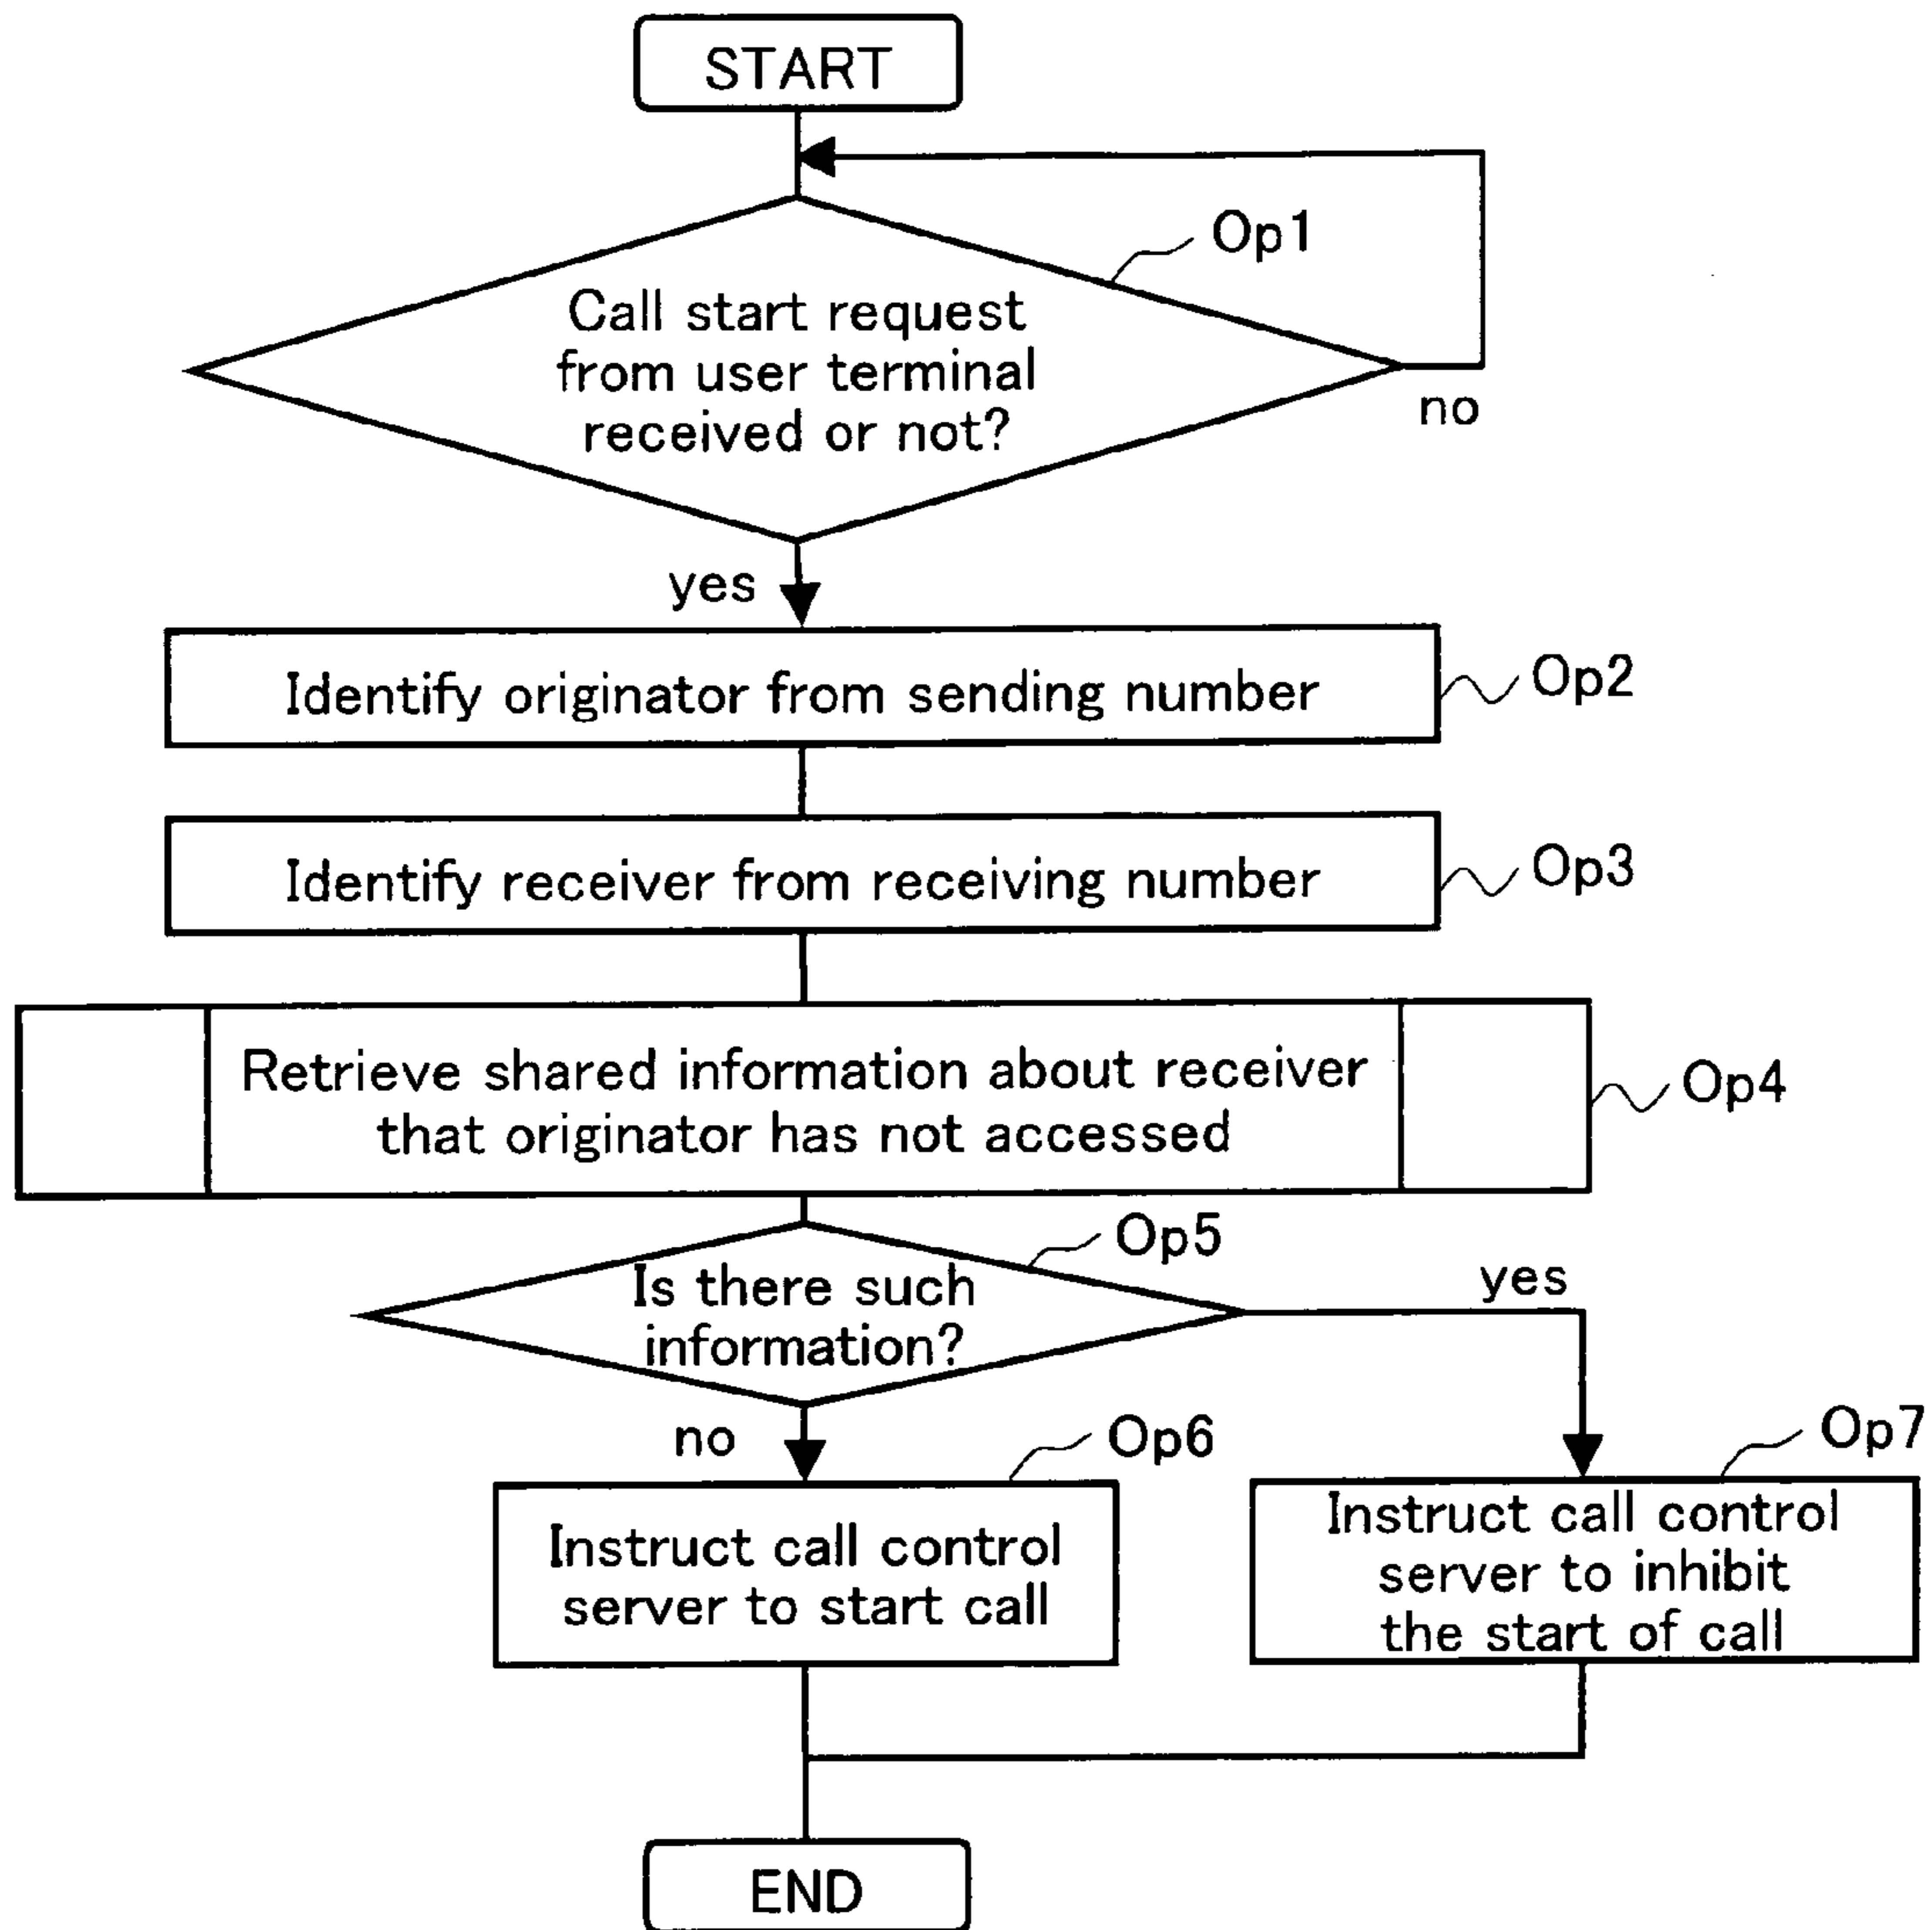 START
Op1
Call start request
from user terminal
received or not?
no
yes
Identify originator from sending number
Op2
Identify receiver from receiving number
Op3
Retrieve shared information about receiver
that originator has not accessed
Op4
Op5
Is there such
information?
yes
no
Op6
Op7
Instruct call control
server to start call
Instruct call control
server to inhibit
the start of call
END